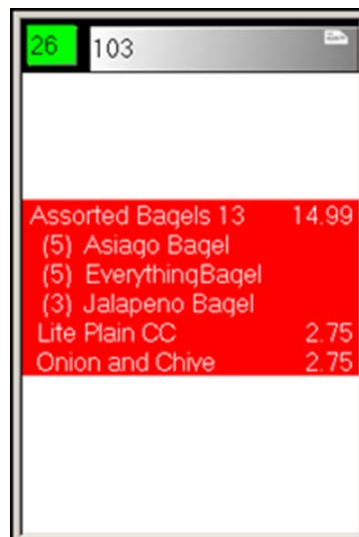 26 103
Assorted Bagels 13 14.99
(5) Asiago Bagel
(5) EverythingBagel
(3) Jalapeno Bagel
Lite Plain CC 2.75
Onion and Chive 2.75